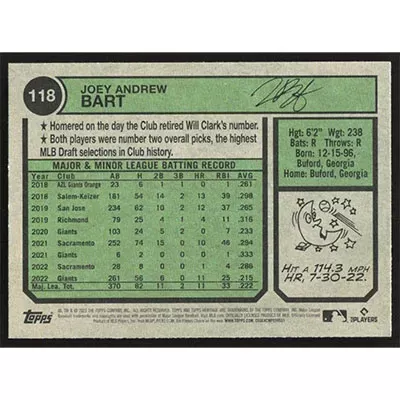 118
JOEY ANDREW
BART
★ Homered on the day the Club retired Will Clark's number.
★ Both players were number two overall picks, the highest
MLB Draft selections in Club history.
Hgt: 6'2" Wgt: 238
Bats: R Throws: R
Born: 12-15-96,
Buford, Georgia
Home: Buford, Georgia
MAJOR & MINOR LEAGUE BATTING RECORD
Year Club AB H 2B 3B HR RBI AVG
2018 AZL Giants Orange 23 6 1 1 0 1 .261
2018 Salem-Keizer 181 54 14 2 13 39 .298
2019 San Jose 234 62 10 2 12 37 .265
2019 Richmond 79 25 4 1 4 11 .316
2020 Giants 103 24 5 2 0 7 .233
2021 Sacramento 252 74 15 0 10 46 .294
2021 Giants 6 2 0 0 0 1 .333
2022 Sacramento 28 8 0 0 2 .286
2022 Giants 261 56 6 0 11 25 .215
Maj. Lea. Tot. 370 82 11 2 11 33 .222
HIT A 114.3 MPH
HR, 7-30-22.
Topps
PLAYERS